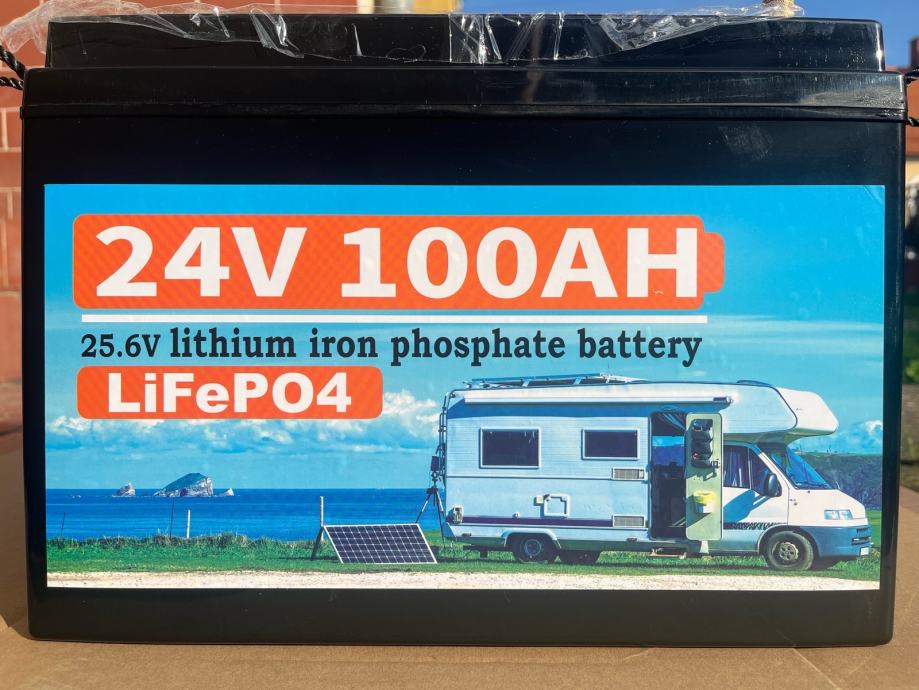 24V 100AH
25.6V lithium iron phosphate battery
LiFePO4